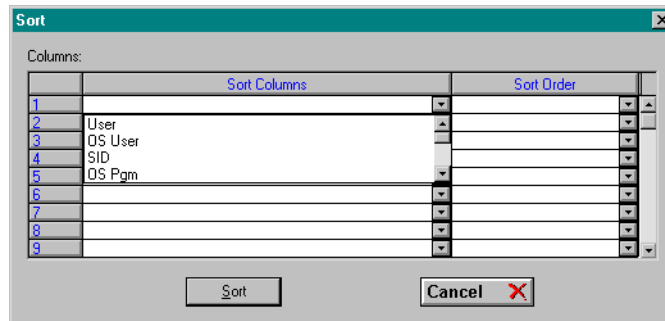 Sort
Columns:
Sort Columns Sort Order
1
2 User
3 OS User
4 SID
5 OS Pgm
6
7
8
9
Sort Cancel